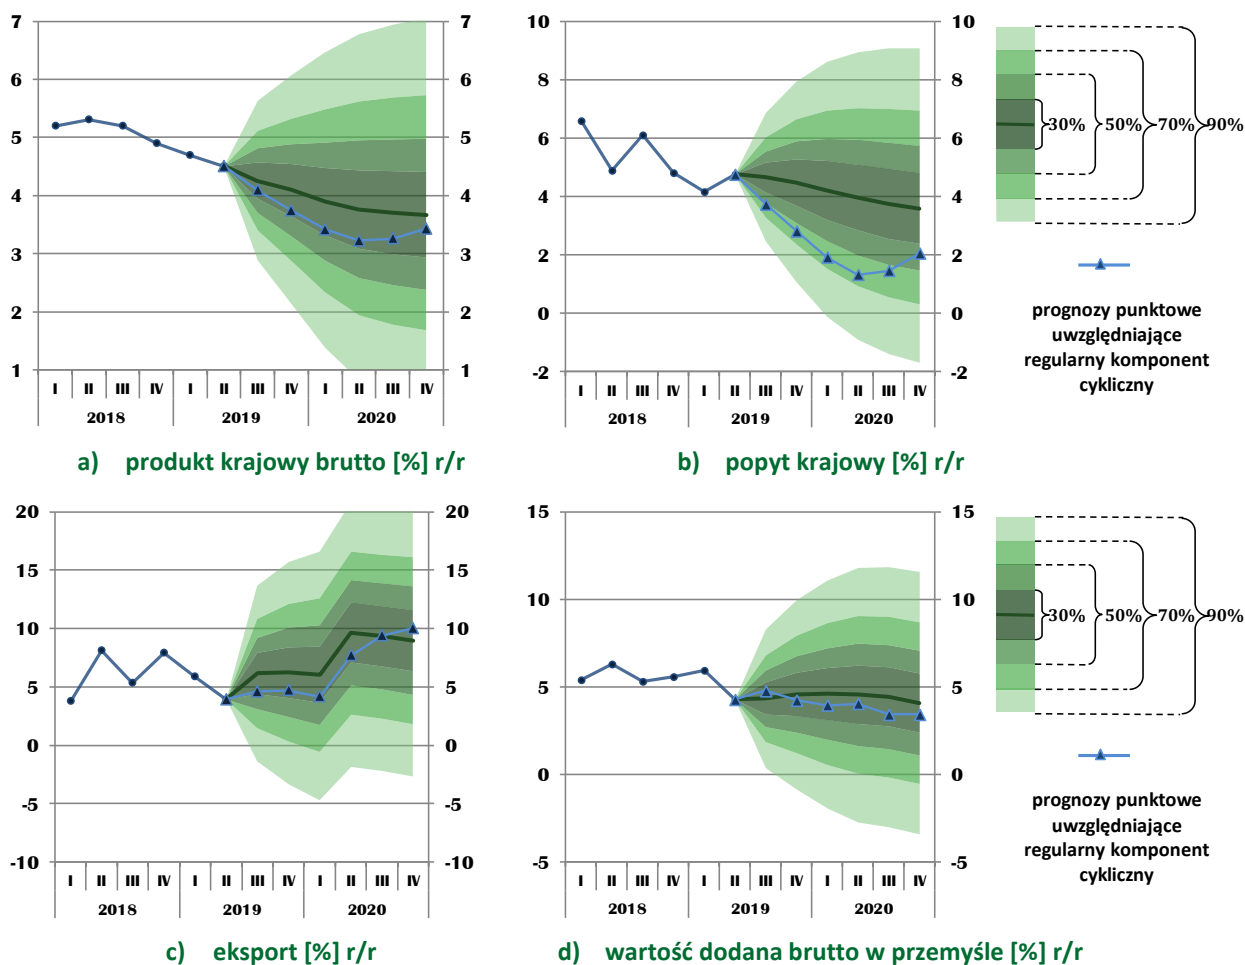 7
6
5
4
3
2
1
7
6
5
4
3
2
1
I II III IV I II III IV I II III IV
2018 2019 2020
a) produkt krajowy brutto [%] r/r
10
8
6
4
2
0
-2
10
8
6
4
2
0
-2
I II III IV I II III IV I II III IV
2018 2019 2020
b) popyt krajowy [%] r/r
30% 50% 70% 90%
prognozy punktowe
uwzględniające
regularny komponent
cykliczny
20
15
10
5
0
-5
-10
20
15
10
5
0
-5
-10
I II III IV I II III IV I II III IV
2018 2019 2020
c) eksport [%] r/r
15
10
5
0
-5
15
10
5
0
-5
I II III IV I II III IV I II III IV
2018 2019 2020
d) wartość dodana brutto w przemyśle [%] r/r
30% 50% 70% 90%
prognozy punktowe
uwzględniające
regularny komponent
cykliczny